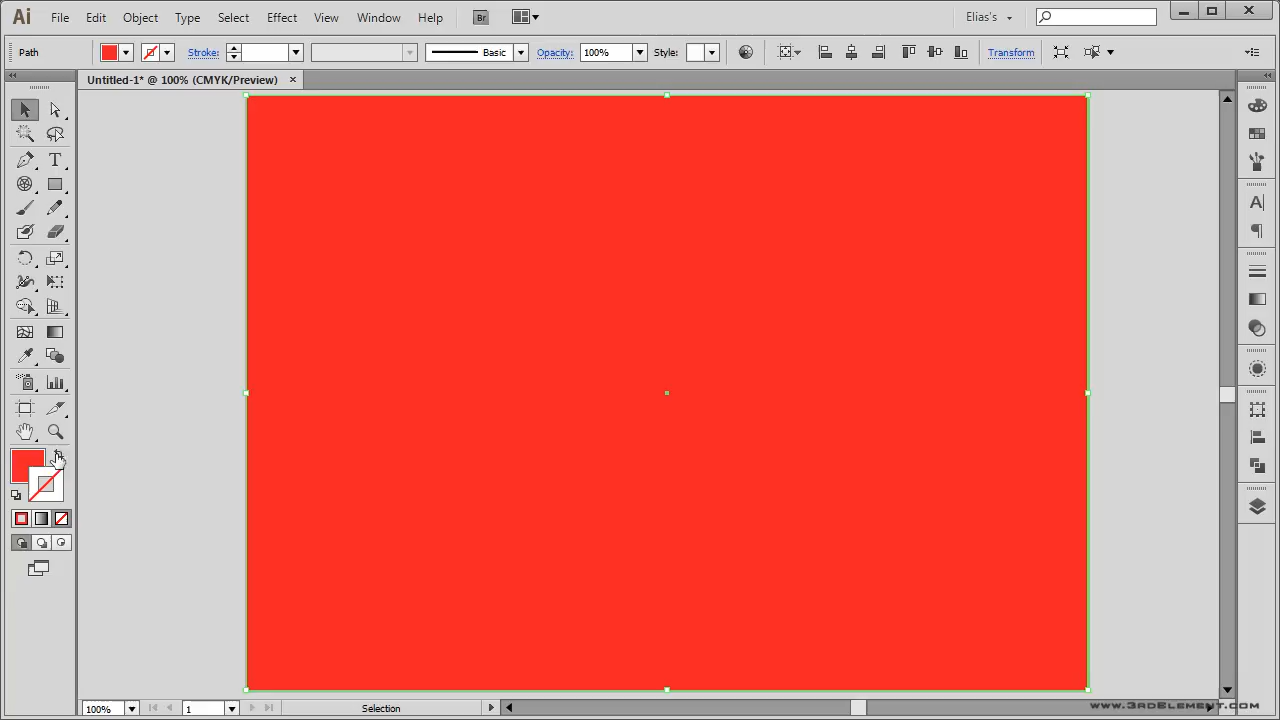 Ai File Edit Object Type Select Effect View Window Help Br Elias's
Path Stroke: Basic Opacity: 100% Style: Transform
Untitled-1* @ 100% (CMYK/Preview)
100% 1 Selection
www.3rdElement.com